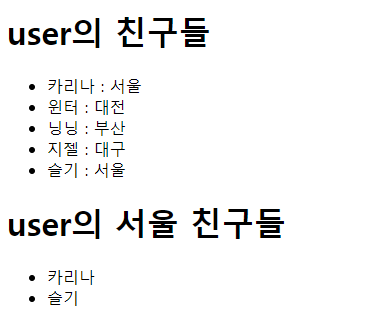 user의 친구들
카리나 : 서울
윈터 : 대전
닝닝 : 부산
지젤 : 대구
슬기 : 서울
user의 서울 친구들
카리나
슬기